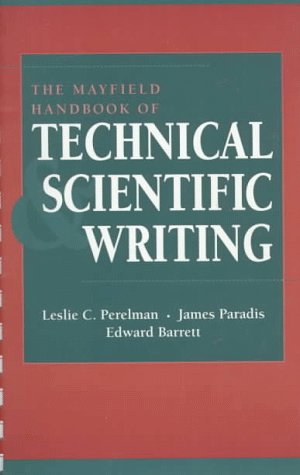 THE MAYFIELD
HANDBOOK OF
TECHNICAL
& SCIENTIFIC
WRITING
Leslie C. Perelman • James Paradis
Edward Barrett